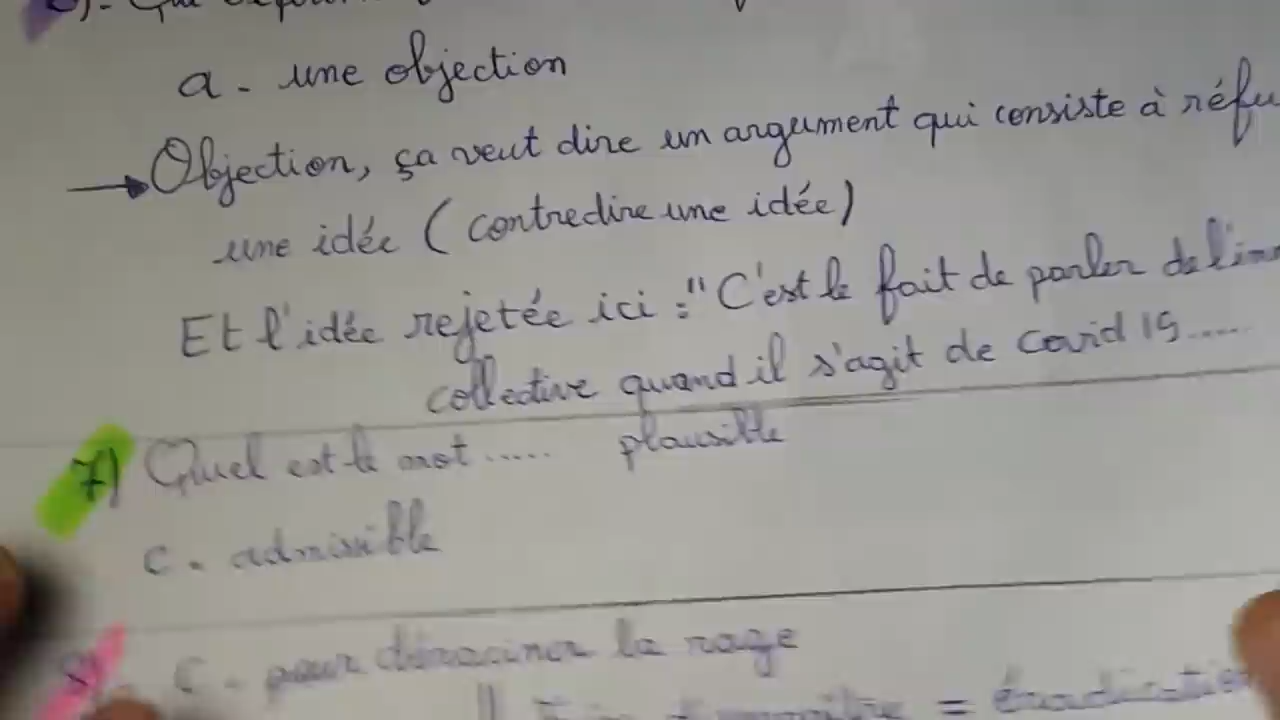 a - une objection
Objection, ça veut dire un argument qui consiste à réfu
une idée (contredire une idée)
Et l'idée rejetée ici : "C'est le fait de parler de l'im
collective quand il s'agit de covid 19.....
7) Quel est le mot ..... plausible
c. admissible
8) c. pour déraciner la rage
= éradication